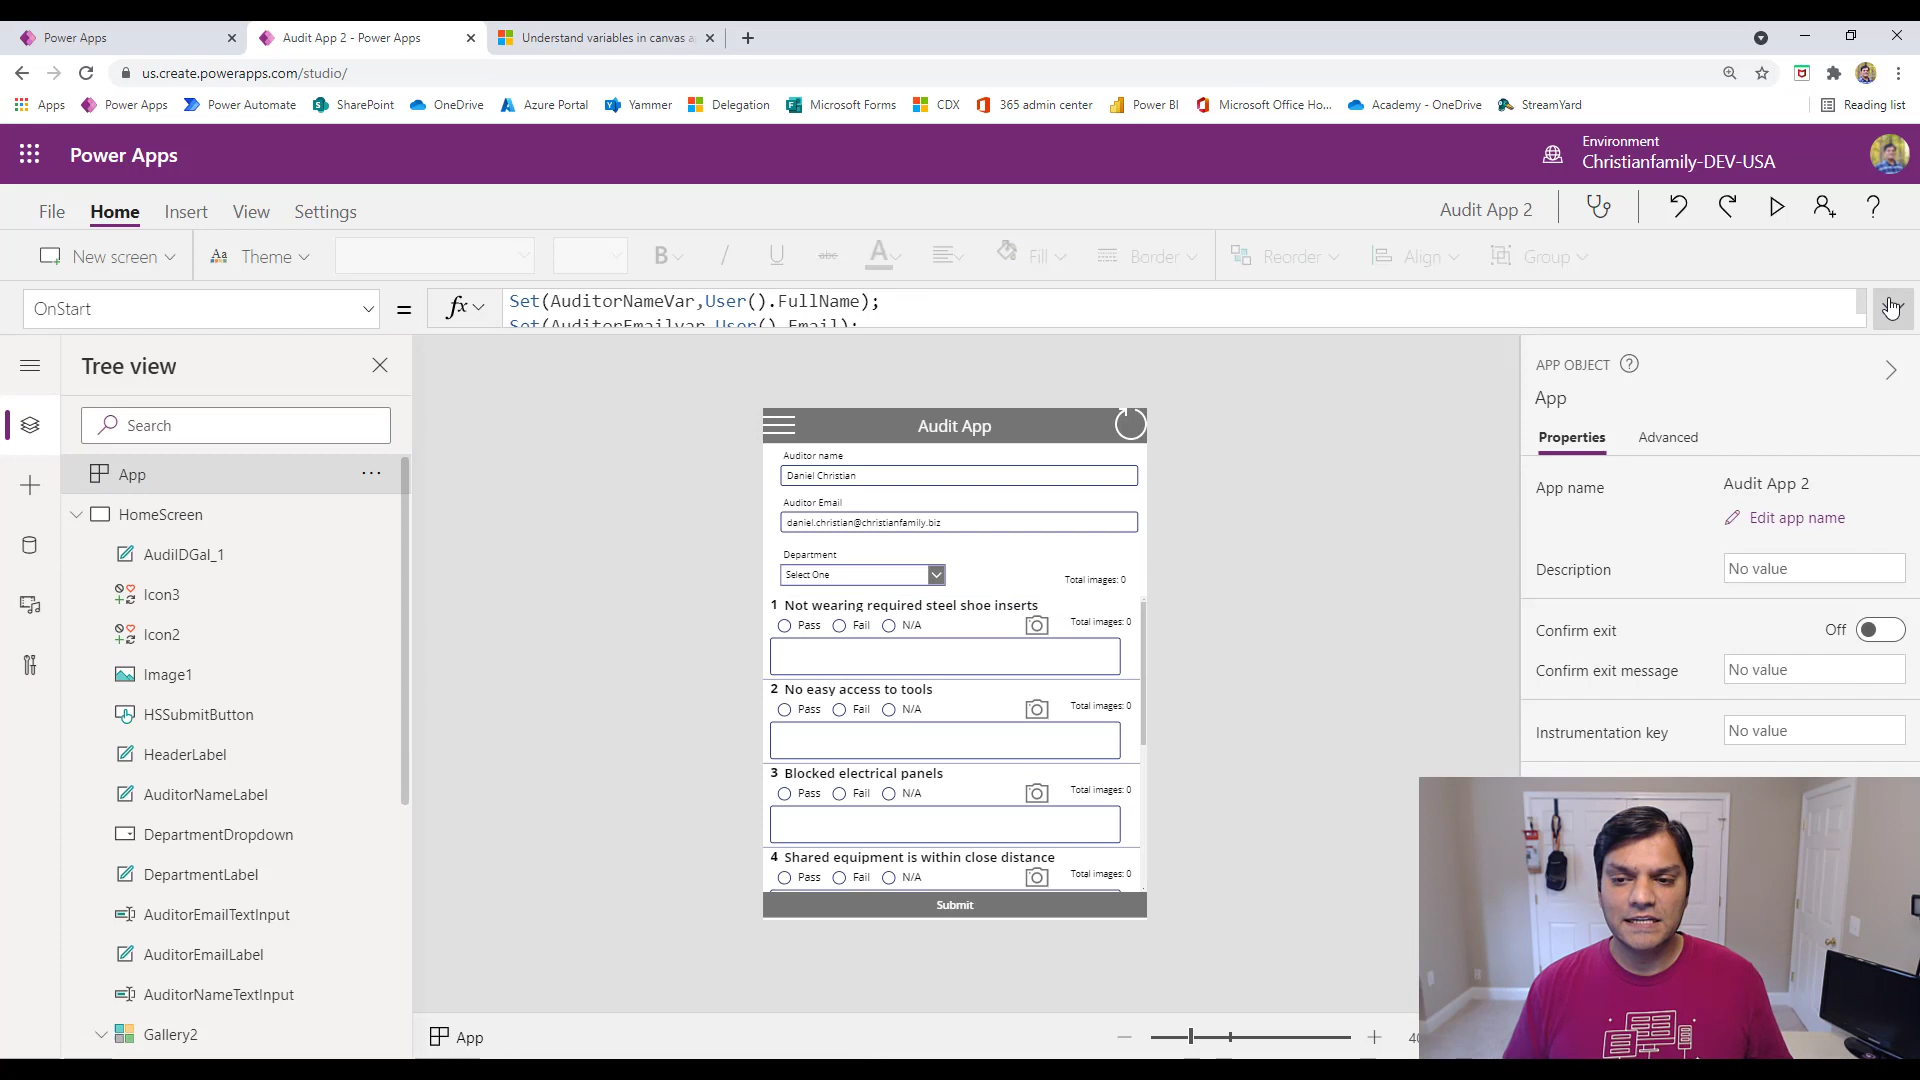 Power Apps
Audit App 2 - Power Apps
Understand variables in canvas a
us.create.powerapps.com/studio/
Apps
Power Apps
Power Automate
SharePoint
OneDrive
Azure Portal
Yammer
Delegation
Microsoft Forms
CDX
365 admin center
Power BI
Microsoft Office Ho...
Academy - OneDrive
StreamYard
Reading list
Power Apps
Environment
Christianfamily-DEV-USA
File
Home
Insert
View
Settings
Audit App 2
New screen
Theme
Fill
Border
Reorder
Align
Group
OnStart
=
fx
Set(AuditorNameVar,User().FullName);
Set(AuditorEmailvar,User().Email);
Tree view
Search
App
HomeScreen
AudiIDGal_1
Icon3
Icon2
Image1
HSSubmitButton
HeaderLabel
AuditorNameLabel
DepartmentDropdown
DepartmentLabel
AuditorEmailTextInput
AuditorEmailLabel
AuditorNameTextInput
Gallery2
Audit App
Auditor name
Daniel Christian
Auditor Email
daniel.christian@christianfamily.biz
Department
Select One
Total images: 0
1 Not wearing required steel shoe inserts
Pass Fail N/A Total images: 0
2 No easy access to tools
Pass Fail N/A Total images: 0
3 Blocked electrical panels
Pass Fail N/A Total images: 0
4 Shared equipment is within close distance
Pass Fail N/A Total images: 0
Submit
App
40
APP OBJECT
App
Properties
Advanced
App name
Audit App 2
Edit app name
Description
No value
Confirm exit
Off
Confirm exit message
No value
Instrumentation key
No value